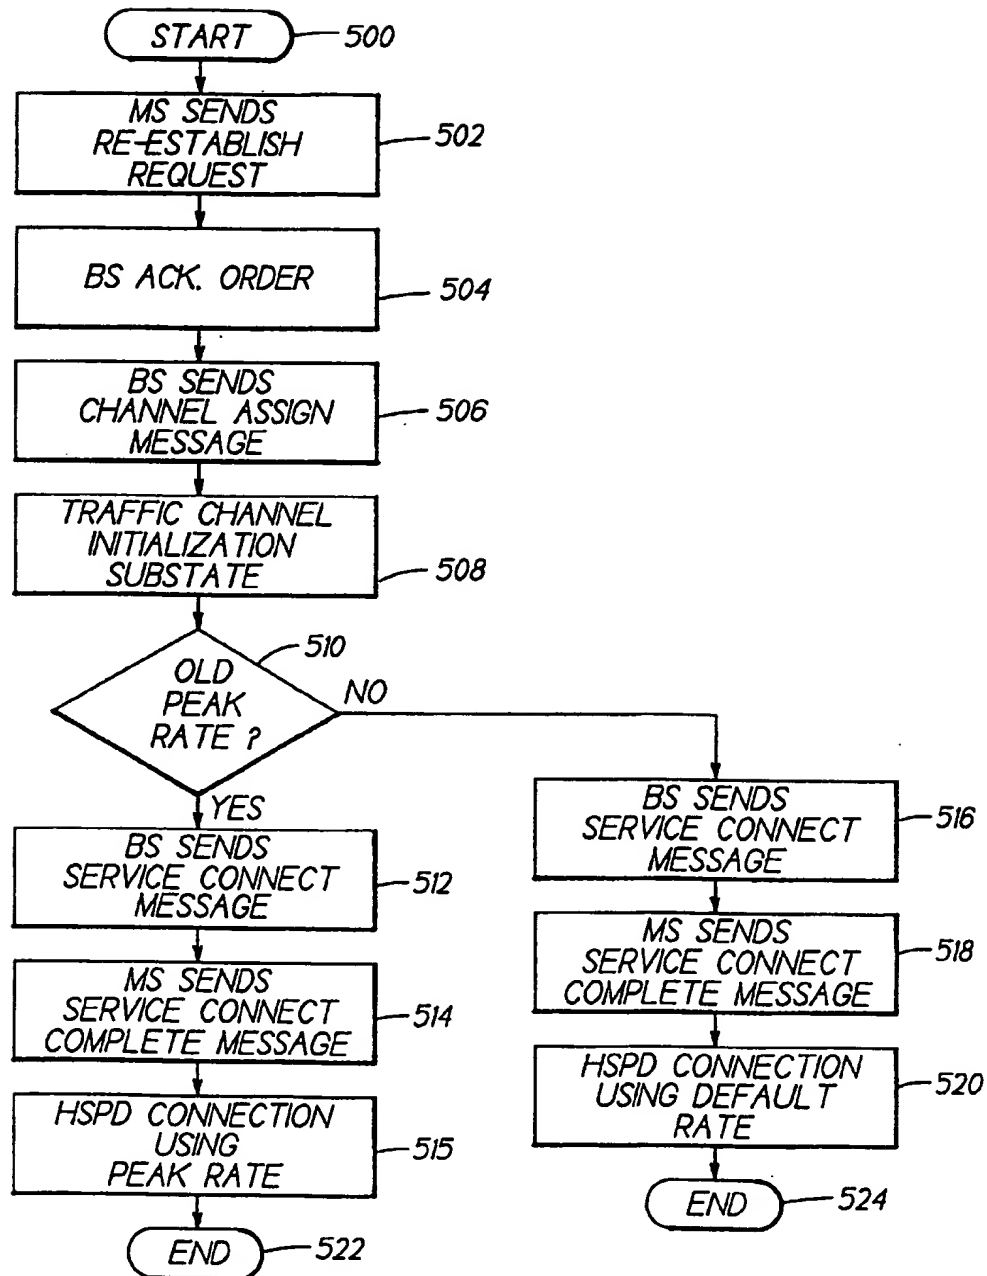 START
500
MS SENDS
RE-ESTABLISH
REQUEST
502
BS ACK. ORDER
504
BS SENDS
CHANNEL ASSIGN
MESSAGE
506
TRAFFIC CHANNEL
INITIALIZATION
SUBSTATE
508
510
OLD
PEAK
RATE ?
NO
YES
BS SENDS
SERVICE CONNECT
MESSAGE
512
MS SENDS
SERVICE CONNECT
COMPLETE MESSAGE
514
HSPD CONNECTION
USING
PEAK RATE
515
END
522
BS SENDS
SERVICE CONNECT
MESSAGE
516
MS SENDS
SERVICE CONNECT
COMPLETE MESSAGE
518
HSPD CONNECTION
USING DEFAULT
RATE
520
END
524